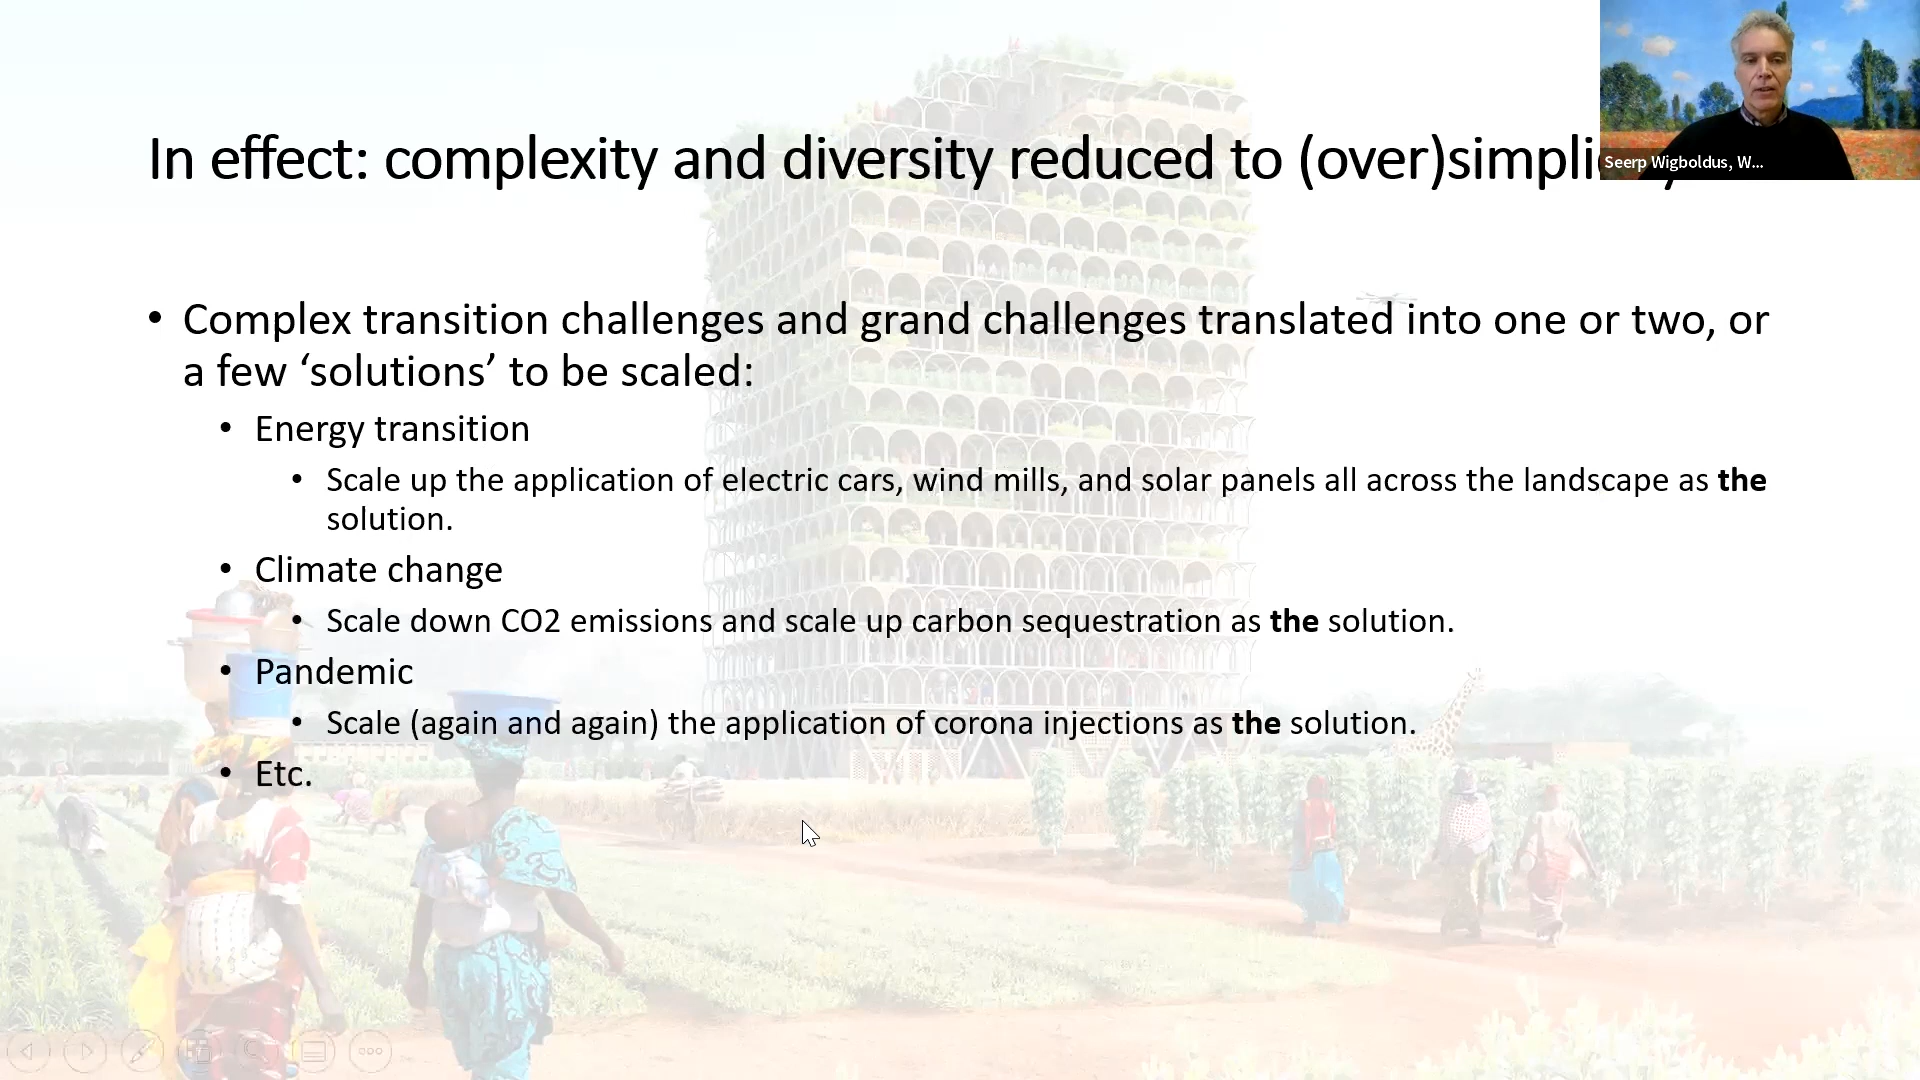 In effect: complexity and diversity reduced to (over)simpli
Seerp Wigboldus, W...
• Complex transition challenges and grand challenges translated into one or two, or
a few ‘solutions’ to be scaled:
• Energy transition
• Scale up the application of electric cars, wind mills, and solar panels all across the landscape as the
solution.
• Climate change
• Scale down CO2 emissions and scale up carbon sequestration as the solution.
• Pandemic
• Scale (again and again) the application of corona injections as the solution.
• Etc.